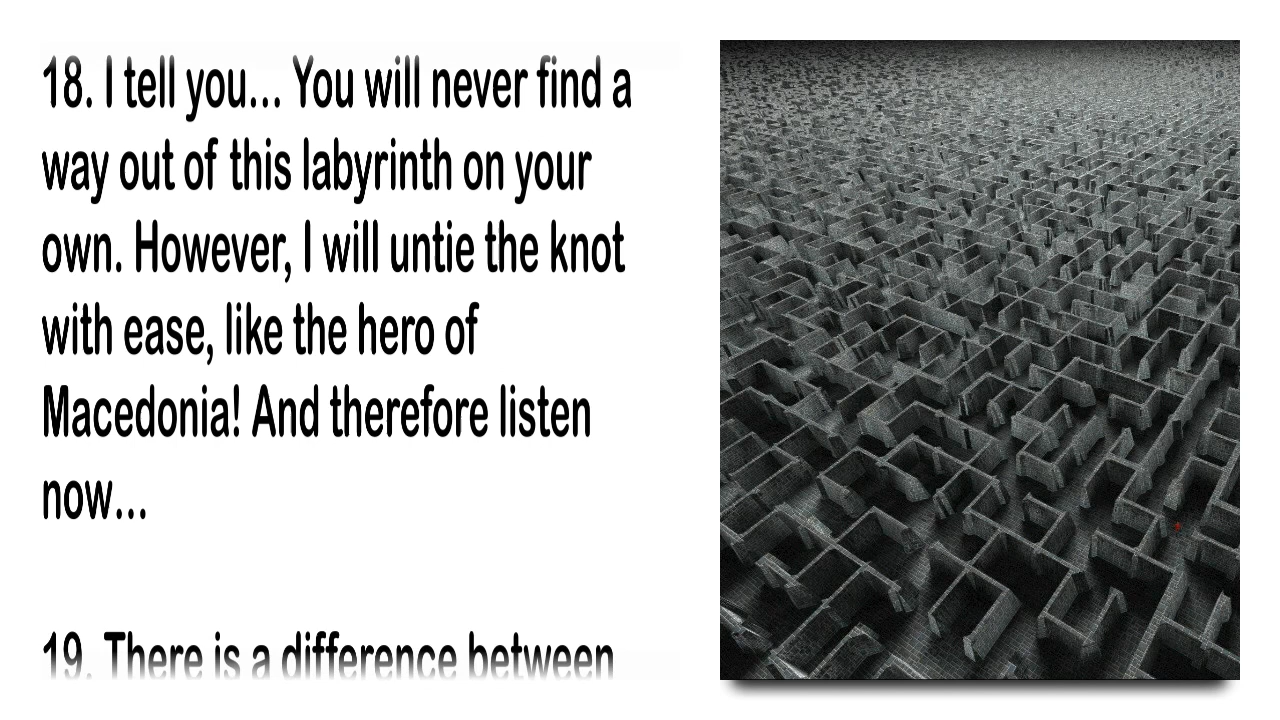 18. I tell you... You will never find a
way out of this labyrinth on your
own. However, I will untie the knot
with ease, like the hero of
Macedonia! And therefore listen
now...
19. There is a difference between